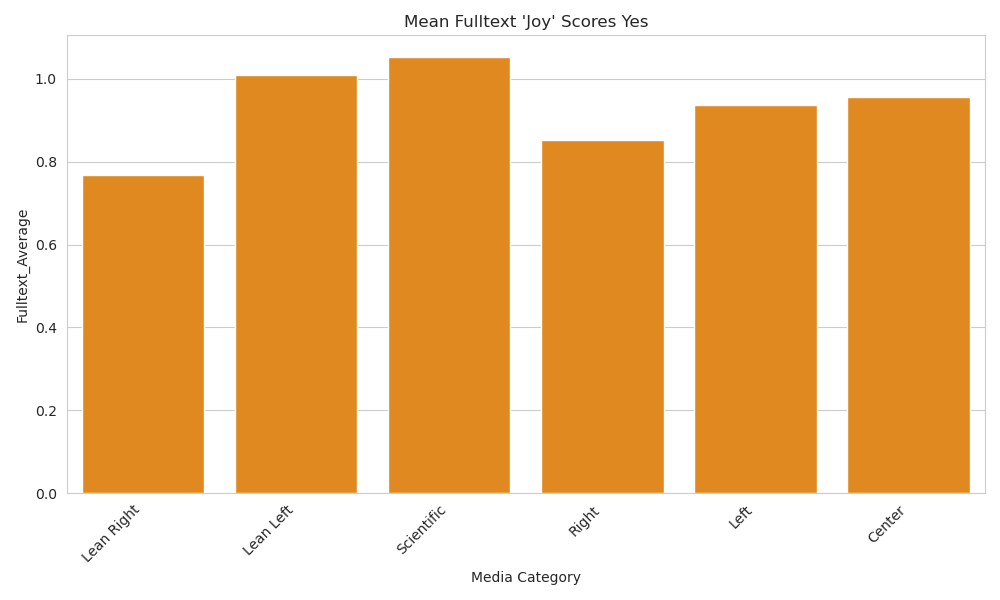 Mean Fulltext 'Joy' Scores Yes
Fulltext_Average
1.0
0.8
0.6
0.4
0.2
0.0
Lean Right
Lean Left
Scientific
Right
Left
Center
Media Category